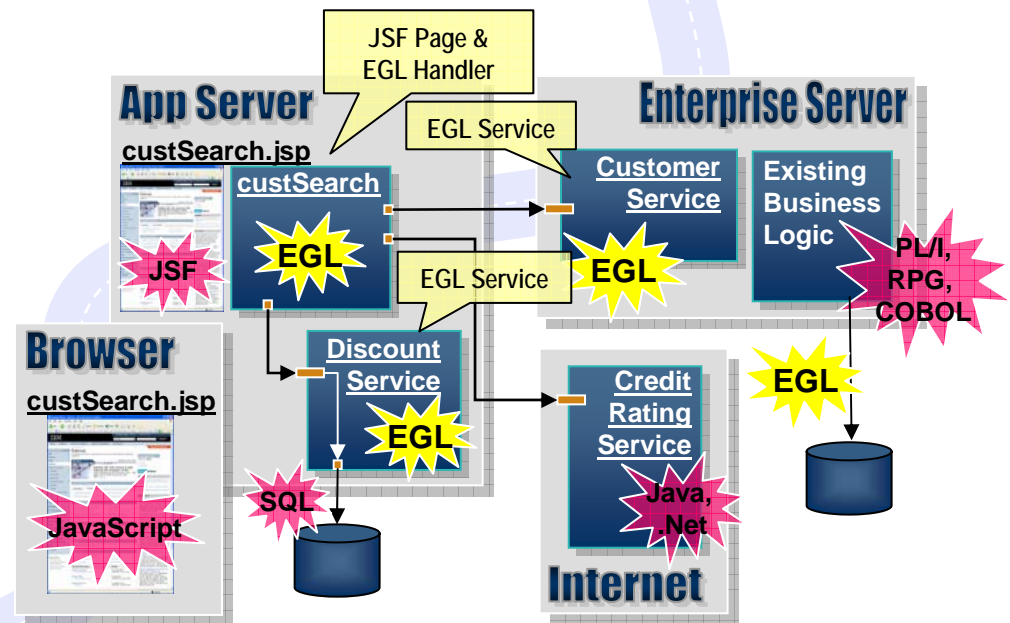 JSF Page &
EGL Handler
App Server
Enterprise Server
EGL Service
custSearch.jsp
custSearch
EGL
JSF
Customer
Service
EGL
Existing
Business
Logic
PL/I,
RPG,
COBOL
EGL Service
Browser
custSearch.jsp
JavaScript
Discount
Service
EGL
SQL
Credit
Rating
Service
Java,
.Net
EGL
Internet